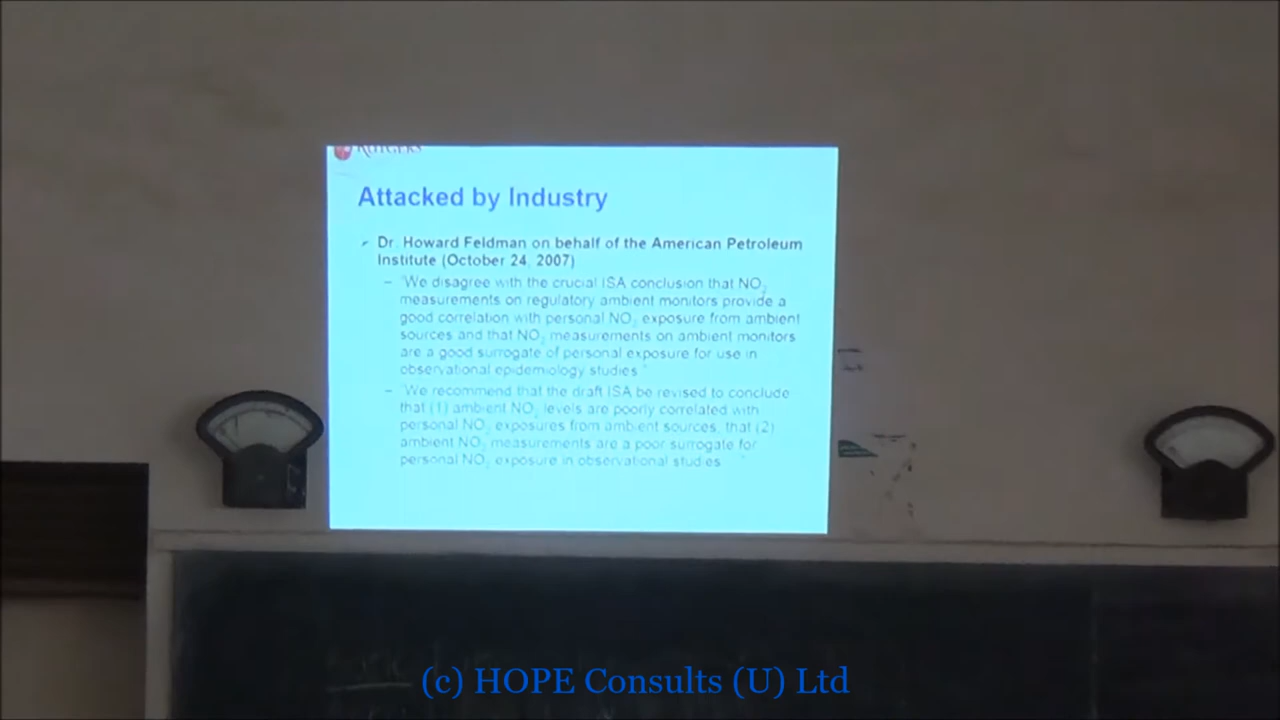 RUTGERS
Attacked by Industry
Dr. Howard Feldman on behalf of the American Petroleum
Institute (October 24, 2007)
– "We disagree with the crucial ISA conclusion that NO₂
measurements on regulatory ambient monitors provide a
good correlation with personal NO₂ exposure from ambient
sources and that NO₂ measurements on ambient monitors
are a good surrogate of personal exposure for use in
observational epidemiology studies."
– "We recommend that the draft ISA be revised to conclude
that (1) ambient NO₂ levels are poorly correlated with
personal NO₂ exposures from ambient sources, that (2)
ambient NO₂ measurements are a poor surrogate for
personal NO₂ exposure in observational studies. "
(c) HOPE Consults (U) Ltd